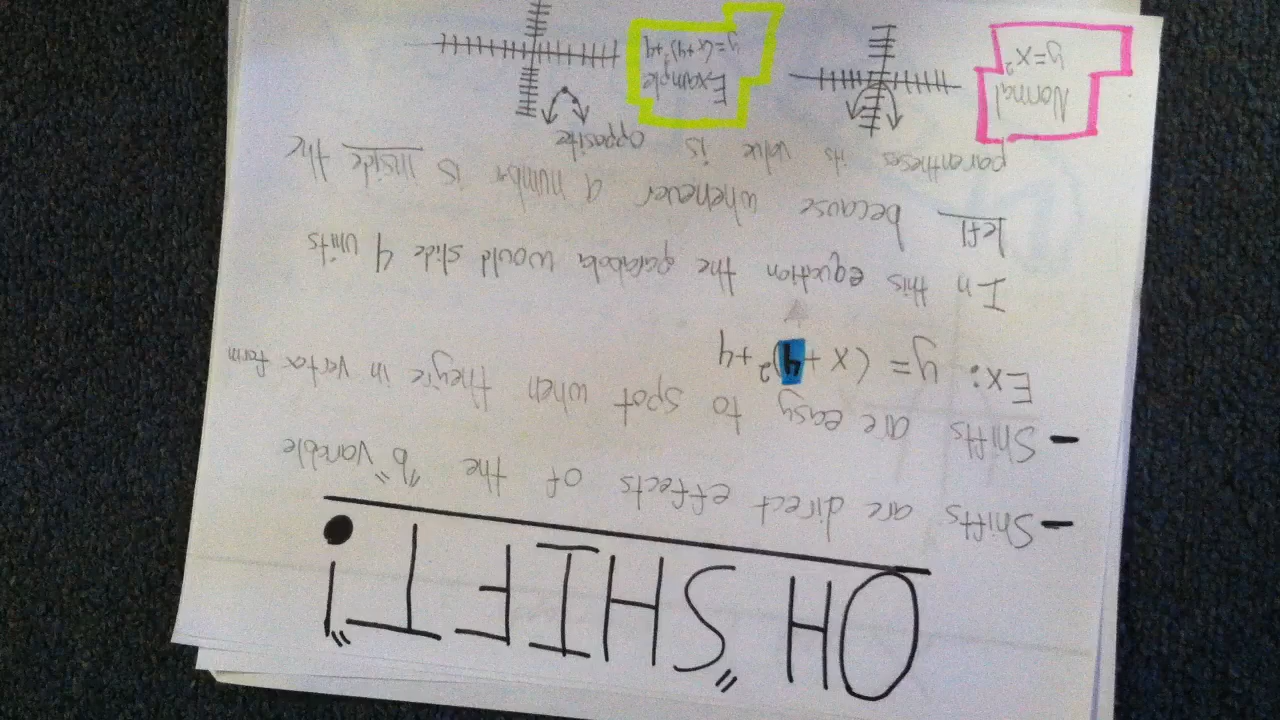 OH "SHIFT"!
- Shifts are direct effects of the "b" variable
- Shifts are easy to spot when they're in vertex form
Ex: y = (x + 4)² + 4
In this equation the parabola would slide 4 units
left because whenever a number is inside the
parentheses its value is opposite
Normal
y=x²
Example
y=(x+4)²+4